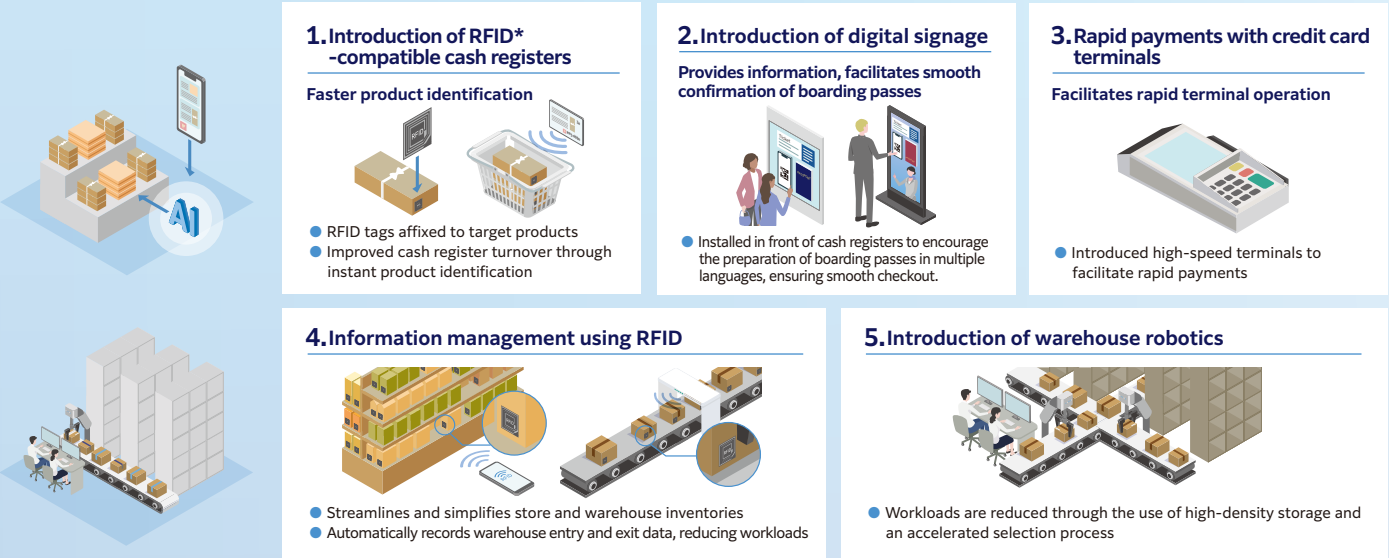 AI
1. Introduction of RFID*
-compatible cash registers
Faster product identification
RFID
● RFID tags affixed to target products
● Improved cash register turnover through
instant product identification
2. Introduction of digital signage
Provides information, facilitates smooth
confirmation of boarding passes
● Installed in front of cash registers to encourage
the preparation of boarding passes in multiple
languages, ensuring smooth checkout.
3. Rapid payments with credit card
terminals
Facilitates rapid terminal operation
● Introduced high-speed terminals to
facilitate rapid payments
4. Information management using RFID
● Streamlines and simplifies store and warehouse inventories
● Automatically records warehouse entry and exit data, reducing workloads
5. Introduction of warehouse robotics
● Workloads are reduced through the use of high-density storage and
an accelerated selection process